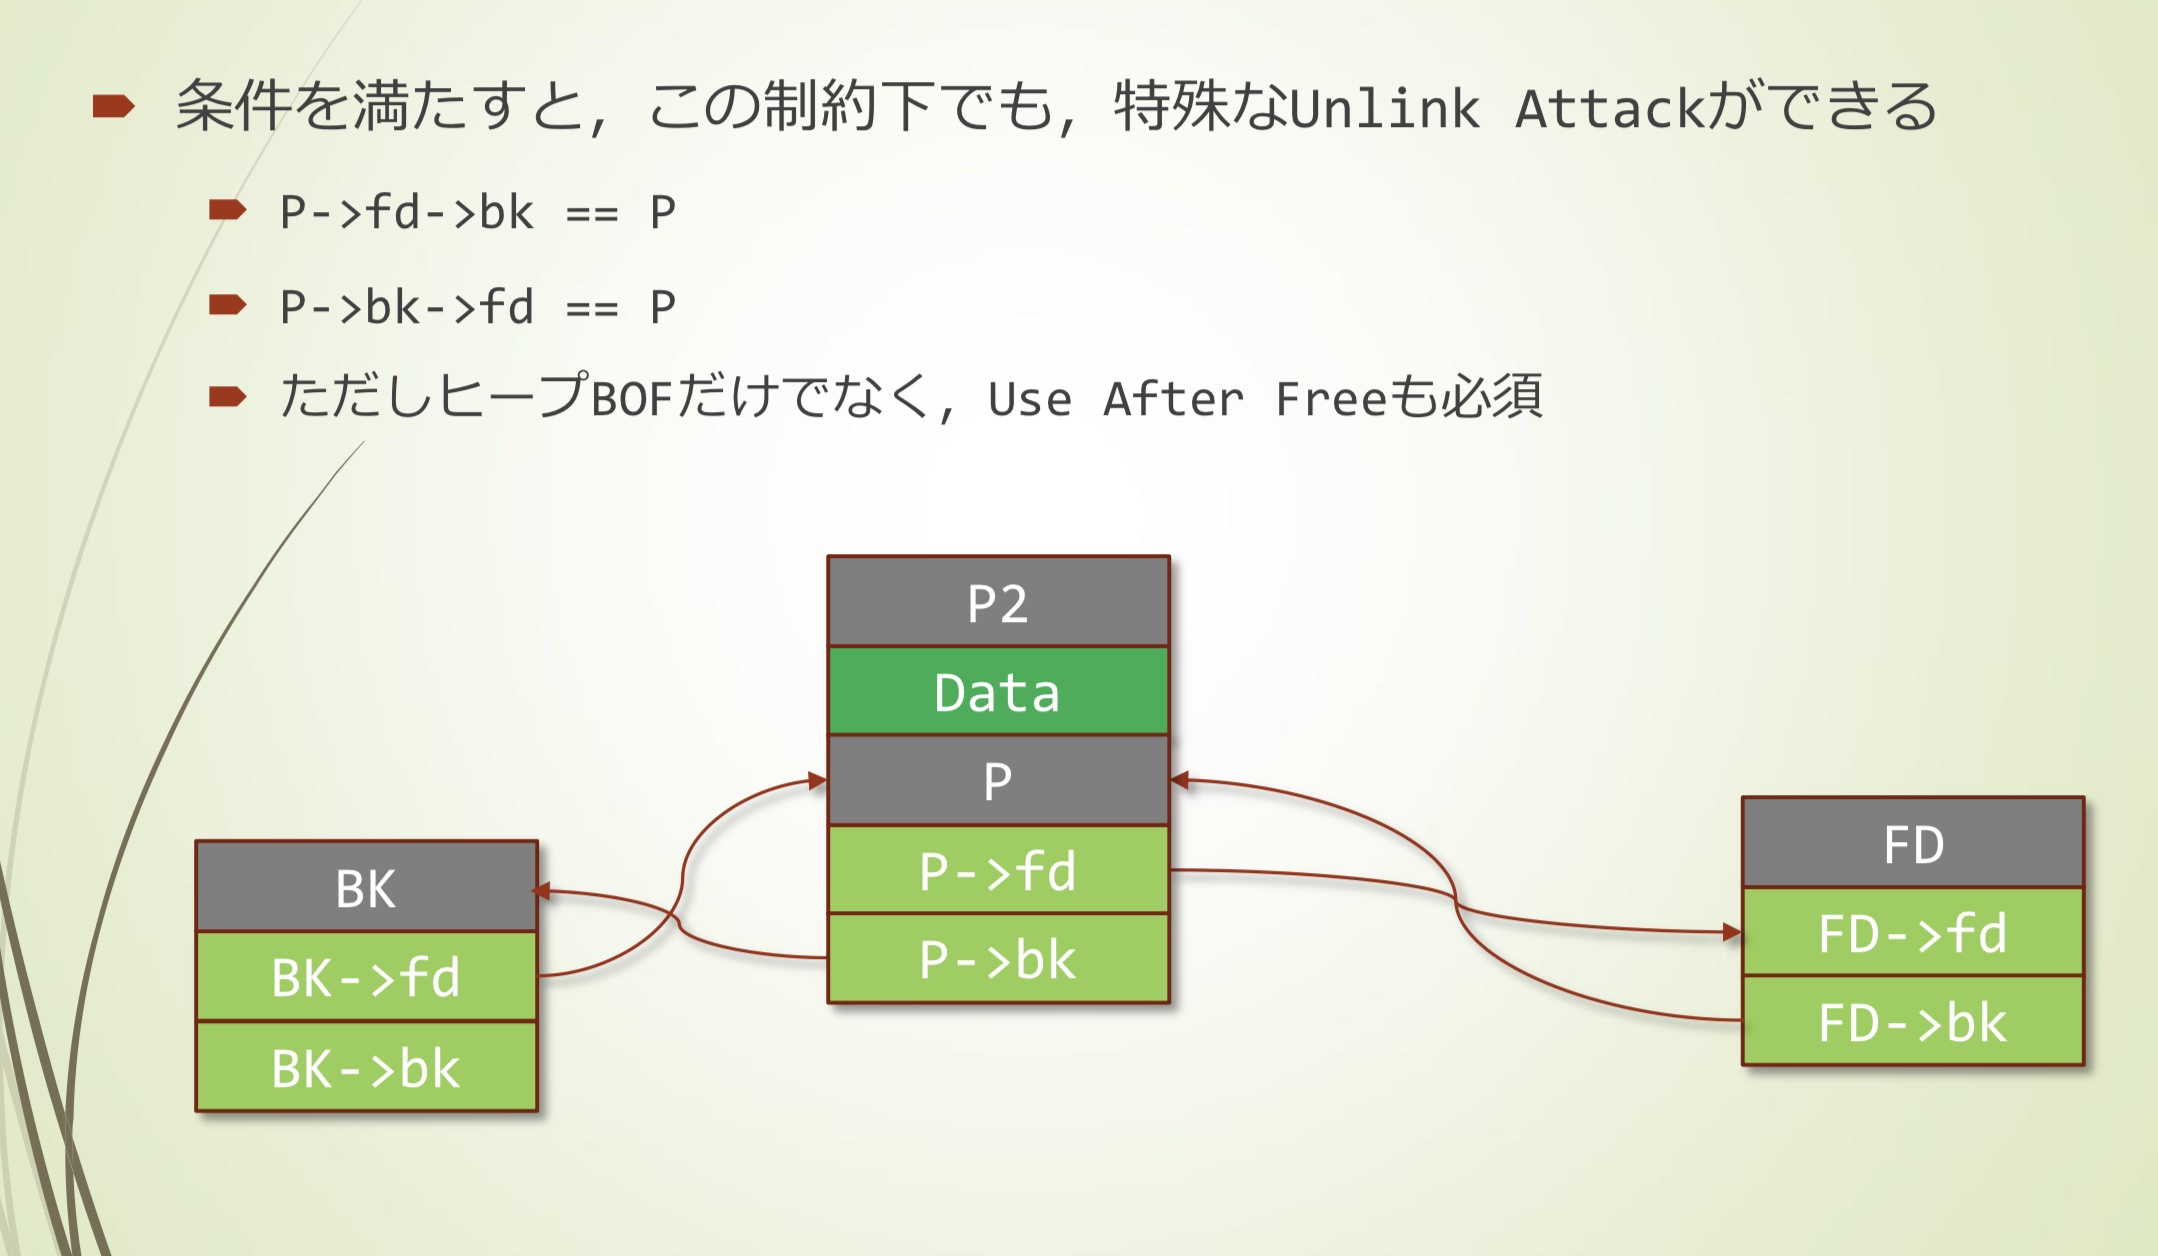 条件を満たすと, この制約下でも, 特殊なUnlink Attackができる
P->fd->bk == P
P->bk->fd == P
ただしヒープBOFだけでなく, Use After Freeも必須
P2
Data
P
P->fd
P->bk
BK
BK->fd
BK->bk
FD
FD->fd
FD->bk